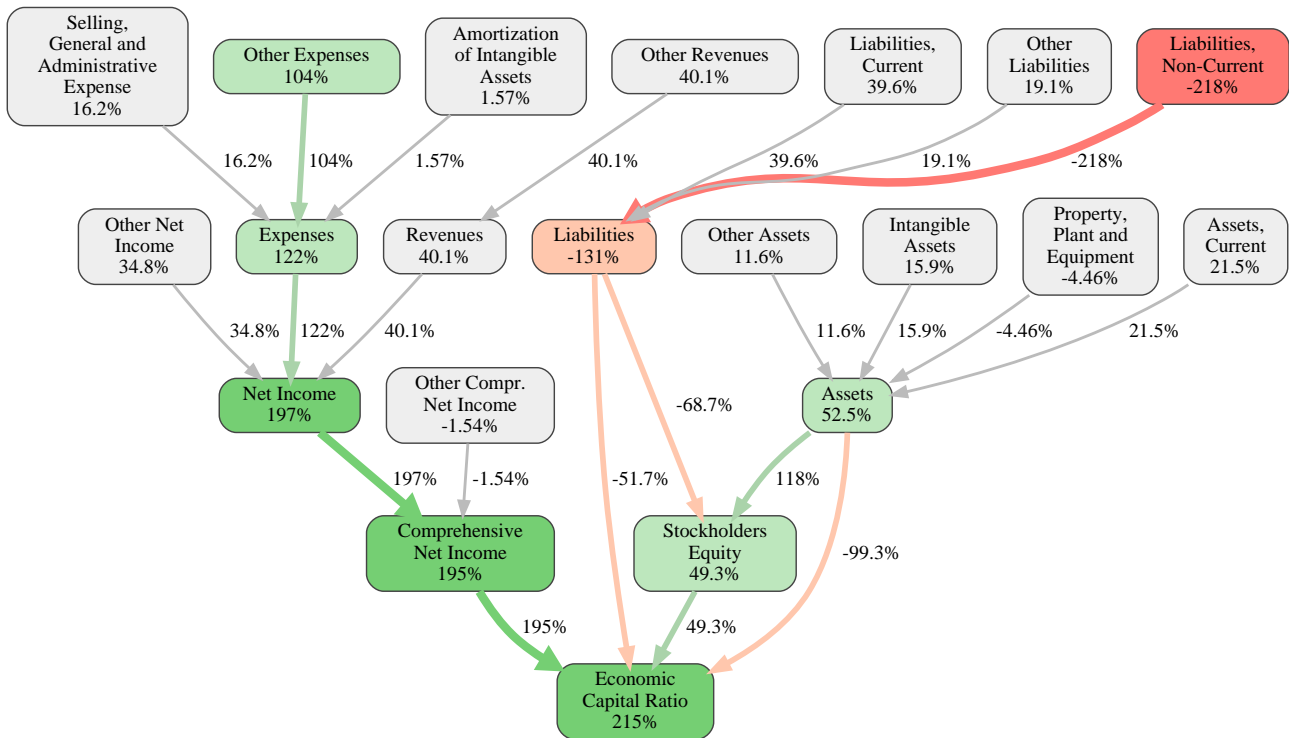 Selling,
General and
Administrative
Expense
16.2%
Other Expenses
104%
Amortization
of Intangible
Assets
1.57%
Other Revenues
40.1%
Liabilities,
Current
39.6%
Other
Liabilities
19.1%
Liabilities,
Non-Current
-218%
16.2%
104%
1.57%
40.1%
39.6%
19.1%
-218%
Other Net
Income
34.8%
Expenses
122%
Revenues
40.1%
Liabilities
-131%
Other Assets
11.6%
Intangible
Assets
15.9%
Property,
Plant and
Equipment
-4.46%
Assets,
Current
21.5%
34.8%
122%
40.1%
11.6%
15.9%
-4.46%
21.5%
Net Income
197%
Other Compr.
Net Income
-1.54%
-68.7%
Assets
52.5%
197%
-1.54%
-51.7%
118%
Comprehensive
Net Income
195%
Stockholders
Equity
49.3%
-99.3%
195%
49.3%
Economic
Capital Ratio
215%